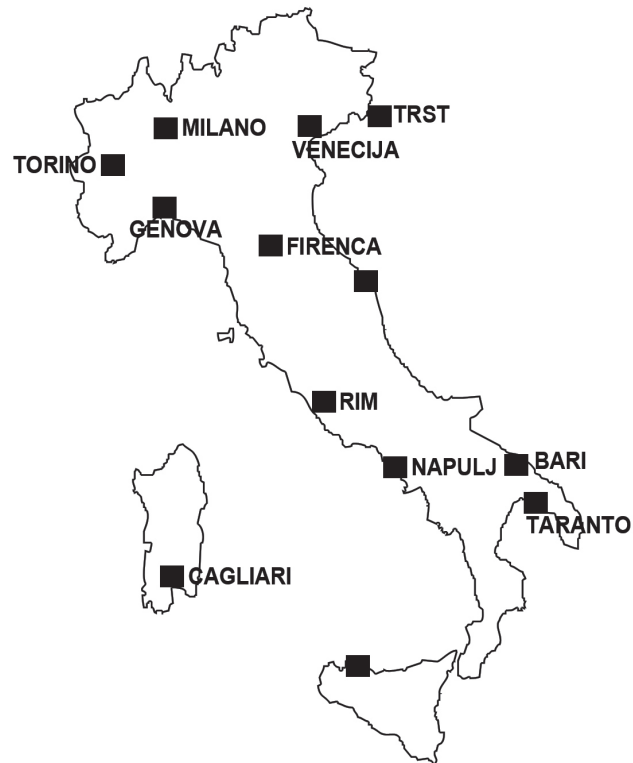 TRST
MILANO
VENECIJA
TORINO
GENOVA
FIRENCA
RIM
BARI
NAPULJ
TARANTO
CAGLIARI